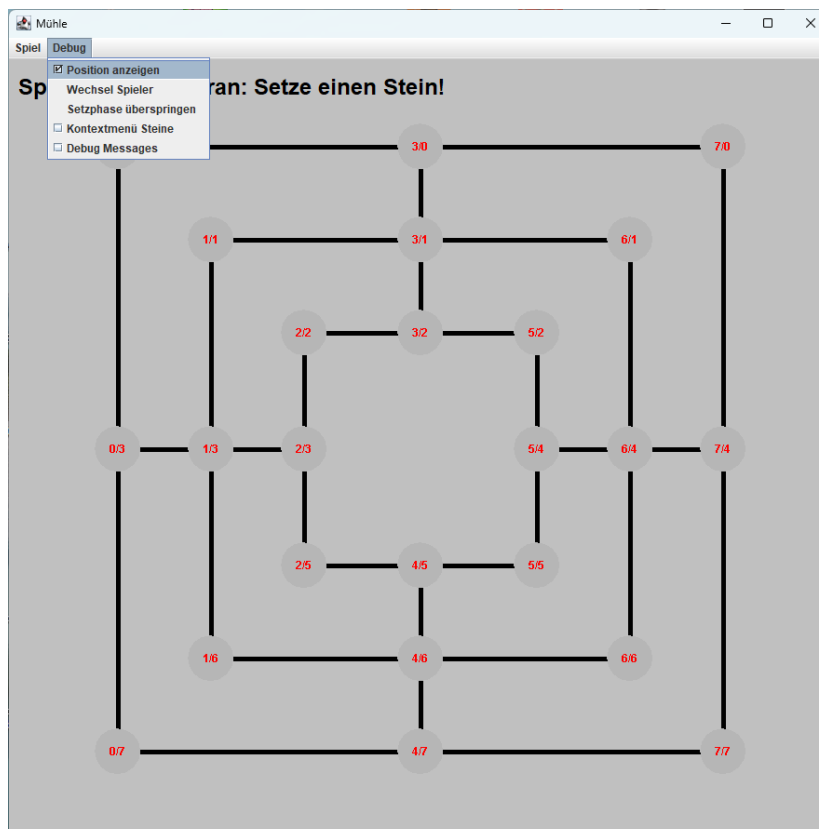 Mühle
Spiel Debug
Position anzeigen
Wechsel Spieler
Setzphase überspringen
Kontextmenü Steine
Debug Messages
Sp ran: Setze einen Stein!
3/0 7/0
1/1 3/1 6/1
2/2 3/2 5/2
0/3 1/3 2/3 5/4 6/4 7/4
2/5 4/5 5/5
1/6 4/6 6/6
0/7 4/7 7/7